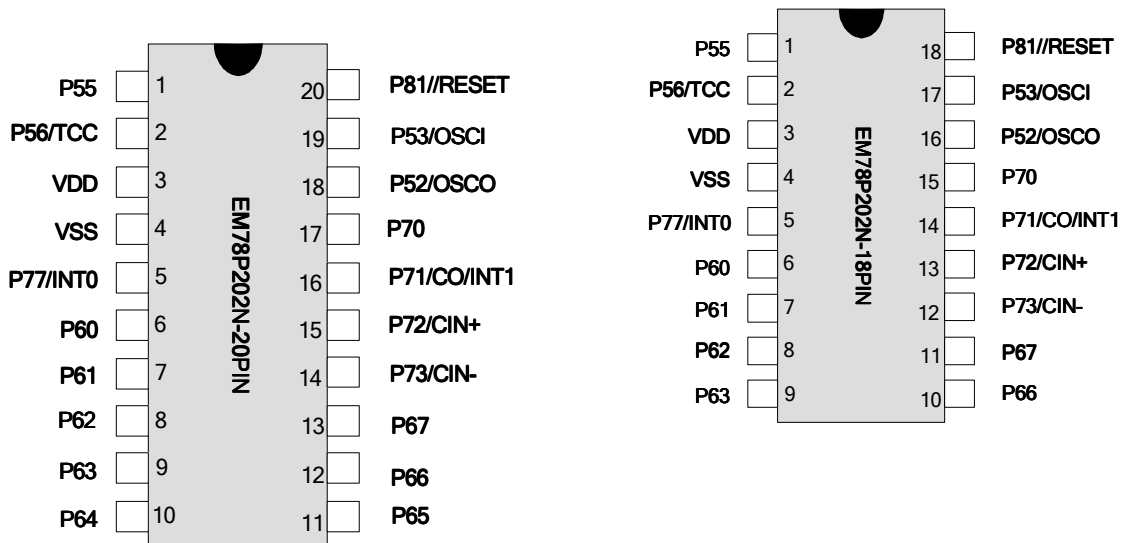 P55 1 20 P81//RESET
P56/TCC 2 19 P53/OSCI
VDD 3 18 P52/OSCO
VSS 4 17 P70
P77/INT0 5 16 P71/CO/INT1
P60 6 15 P72/CIN+
P61 7 14 P73/CIN-
P62 8 13 P67
P63 9 12 P66
P64 10 11 P65
EM78P202N-20PIN
P55 1 18 P81//RESET
P56/TCC 2 17 P53/OSCI
VDD 3 16 P52/OSCO
VSS 4 15 P70
P77/INT0 5 14 P71/CO/INT1
P60 6 13 P72/CIN+
P61 7 12 P73/CIN-
P62 8 11 P67
P63 9 10 P66
EM78P202N-18PIN